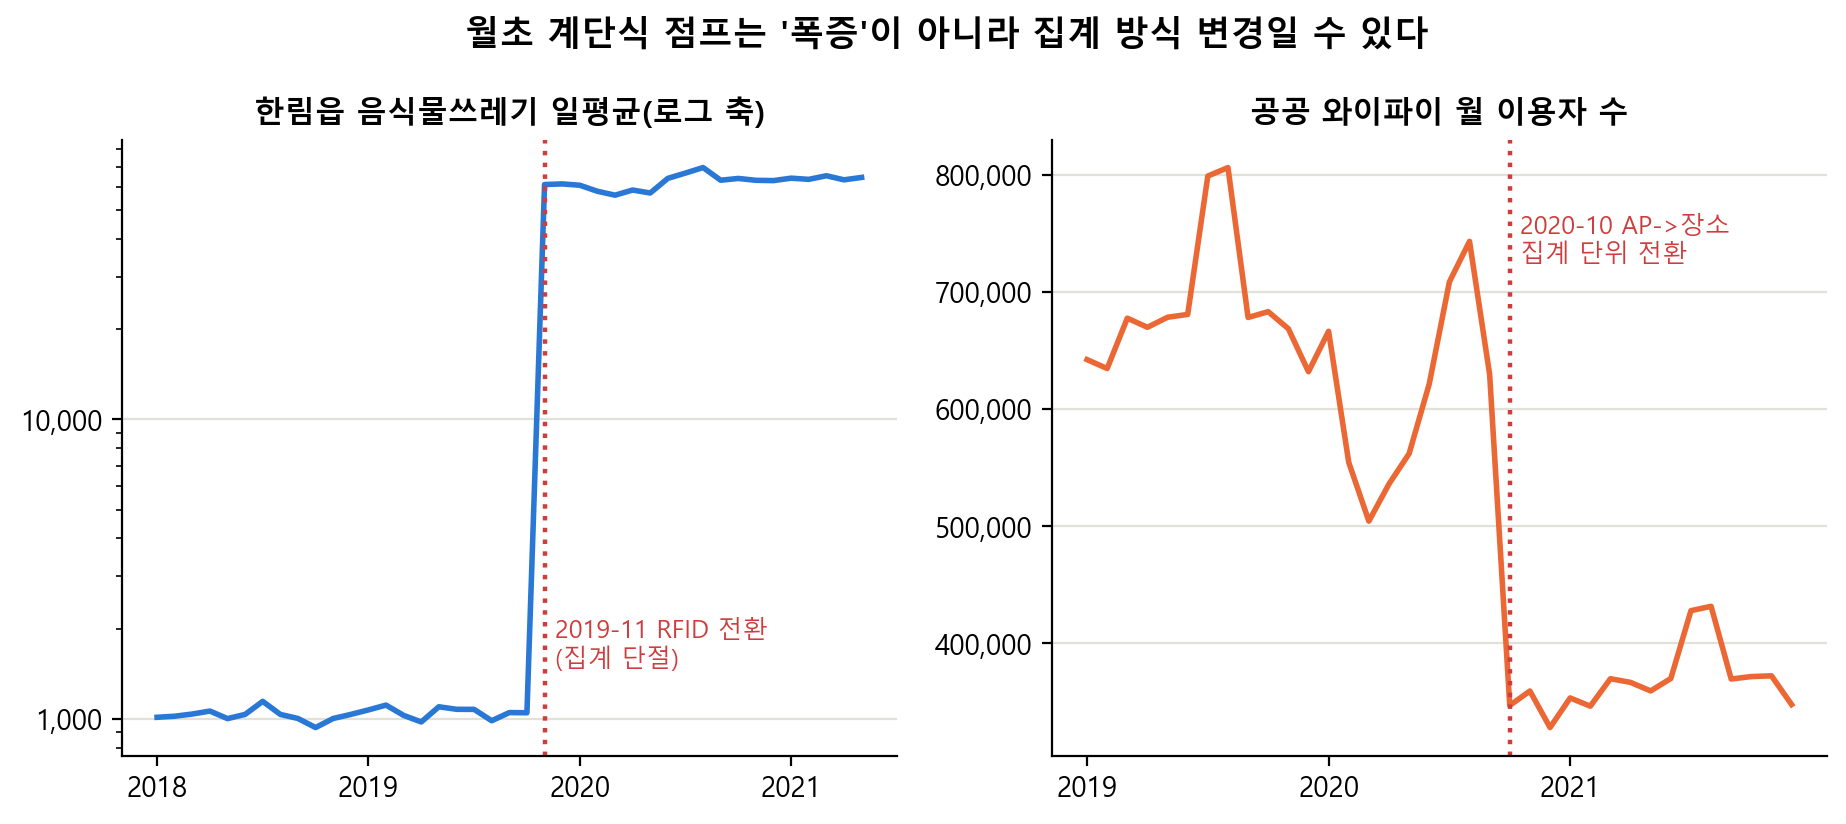 월초 계단식 점프는 '폭증'이 아니라 집계 방식 변경일 수 있다
한림읍 음식물쓰레기 일평균(로그 축)
10,000
1,000
2019-11 RFID 전환
(집계 단절)
2018
2019
2020
2021
공공 와이파이 월 이용자 수
800,000
700,000
600,000
500,000
400,000
2020-10 AP->장소
집계 단위 전환
2019
2020
2021